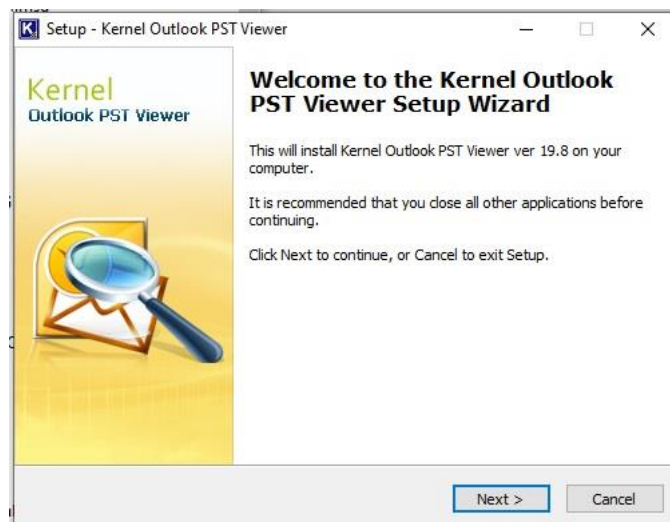 Setup - Kernel Outlook PST Viewer
Kernel
Outlook PST Viewer
Welcome to the Kernel Outlook
PST Viewer Setup Wizard
This will install Kernel Outlook PST Viewer ver 19.8 on your
computer.
It is recommended that you close all other applications before
continuing.
Click Next to continue, or Cancel to exit Setup.
Next >
Cancel